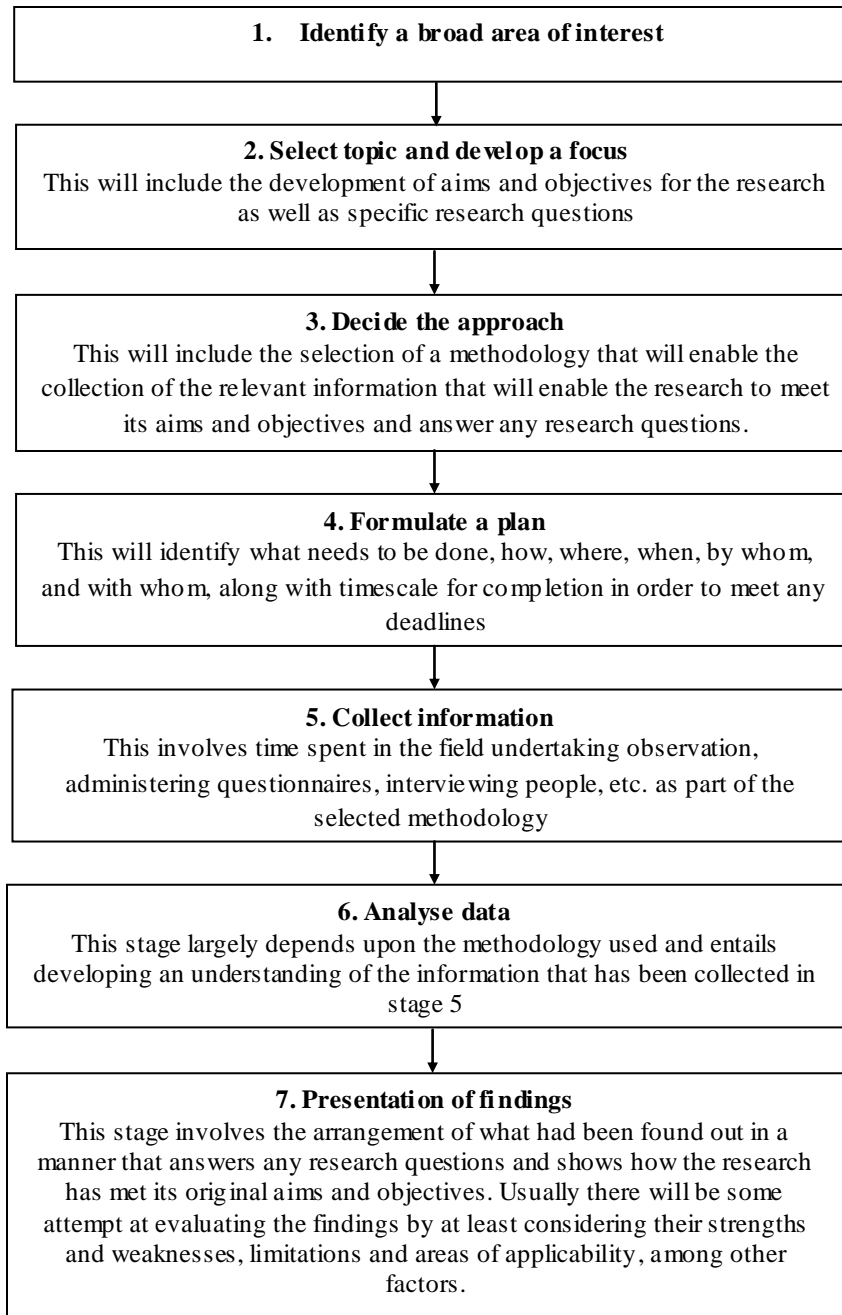 1. Identify a broad area of interest
2. Select topic and develop a focus
This will include the development of aims and objectives for the research
as well as specific research questions
3. Decide the approach
This will include the selection of a methodology that will enable the
collection of the relevant information that will enable the research to meet
its aims and objectives and answer any research questions.
4. Formulate a plan
This will identify what needs to be done, how, where, when, by whom,
and with whom, along with timescale for completion in order to meet any
deadlines
5. Collect information
This involves time spent in the field undertaking observation,
administering questionnaires, interviewing people, etc. as part of the
selected methodology
6. Analyse data
This stage largely depends upon the methodology used and entails
developing an understanding of the information that has been collected in
stage 5
7. Presentation of findings
This stage involves the arrangement of what had been found out in a
manner that answers any research questions and shows how the research
has met its original aims and objectives. Usually there will be some
attempt at evaluating the findings by at least considering their strengths
and weaknesses, limitations and areas of applicability, among other
factors.